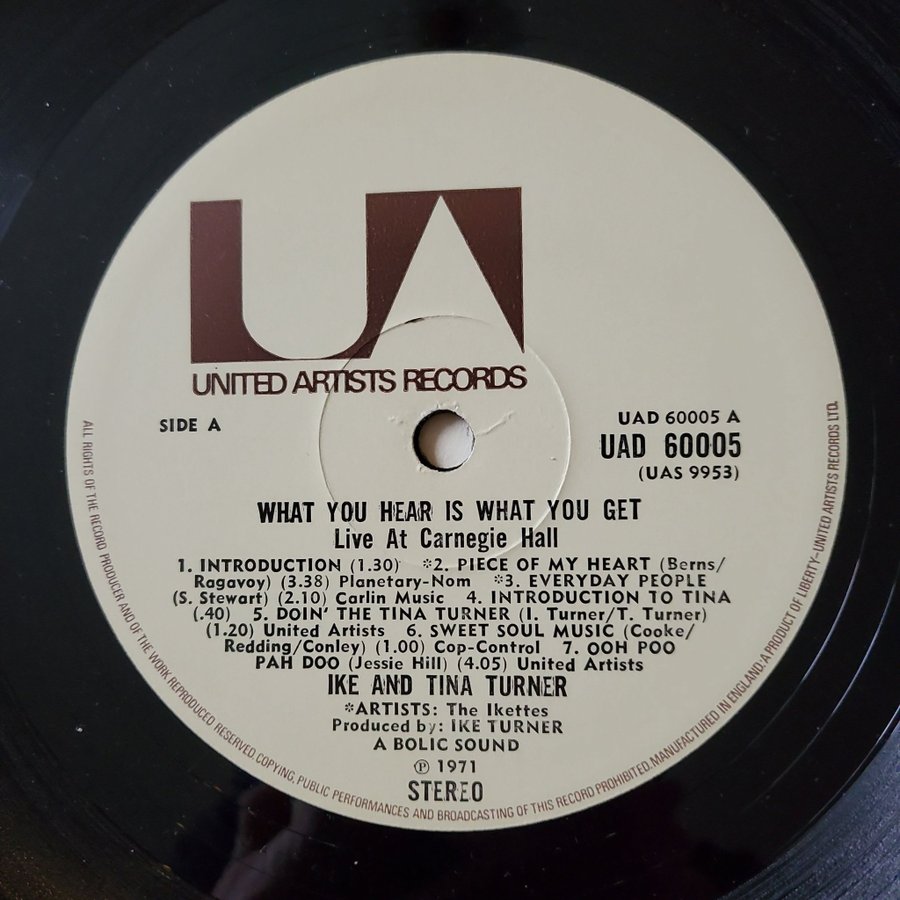 UA
UNITED ARTISTS RECORDS
SIDE A
UAD 60005 A
UAD 60005
(UAS 9953)
WHAT YOU HEAR IS WHAT YOU GET
Live At Carnegie Hall
1. INTRODUCTION (1.30) *2. PIECE OF MY HEART (Berns/
Ragavoy) (3.38) Planetary-Nom *3. EVERYDAY PEOPLE
(S. Stewart) (2.10) Carlin Music 4. INTRODUCTION TO TINA
(.40) 5. DOIN' THE TINA TURNER (I. Turner/T. Turner)
(1.20) United Artists 6. SWEET SOUL MUSIC (Cooke/
Redding/Conley) (1.00) Cop-Control 7. OOH POO
PAH DOO (Jessie Hill) (4.05) United Artists
IKE AND TINA TURNER
*ARTISTS: The Ikettes
Produced by: IKE TURNER
A BOLIC SOUND
℗ 1971
STEREO
ALL RIGHTS OF THE RECORD PRODUCER AND OF THE WORK REPRODUCED RESERVED. COPYING, PUBLIC PERFORMANCES AND BROADCASTING OF THIS RECORD PROHIBITED. MANUFACTURED IN ENGLAND. A PRODUCT OF LIBERTY-UNITED ARTISTS RECORDS LTD.